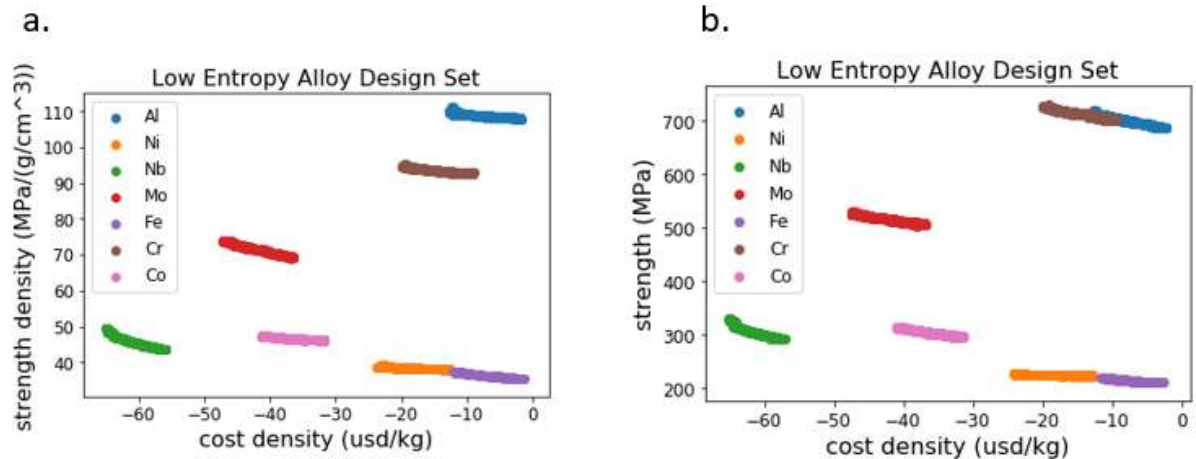 a.
Low Entropy Alloy Design Set
strength density (MPa/(g/cm^3))
110
100
90
80
70
60
50
40
Al
Ni
Nb
Mo
Fe
Cr
Co
−60
−50
−40
−30
−20
−10
0
cost density (usd/kg)
b.
Low Entropy Alloy Design Set
strength (MPa)
700
600
500
400
300
200
Al
Ni
Nb
Mo
Fe
Cr
Co
−60
−50
−40
−30
−20
−10
0
cost density (usd/kg)